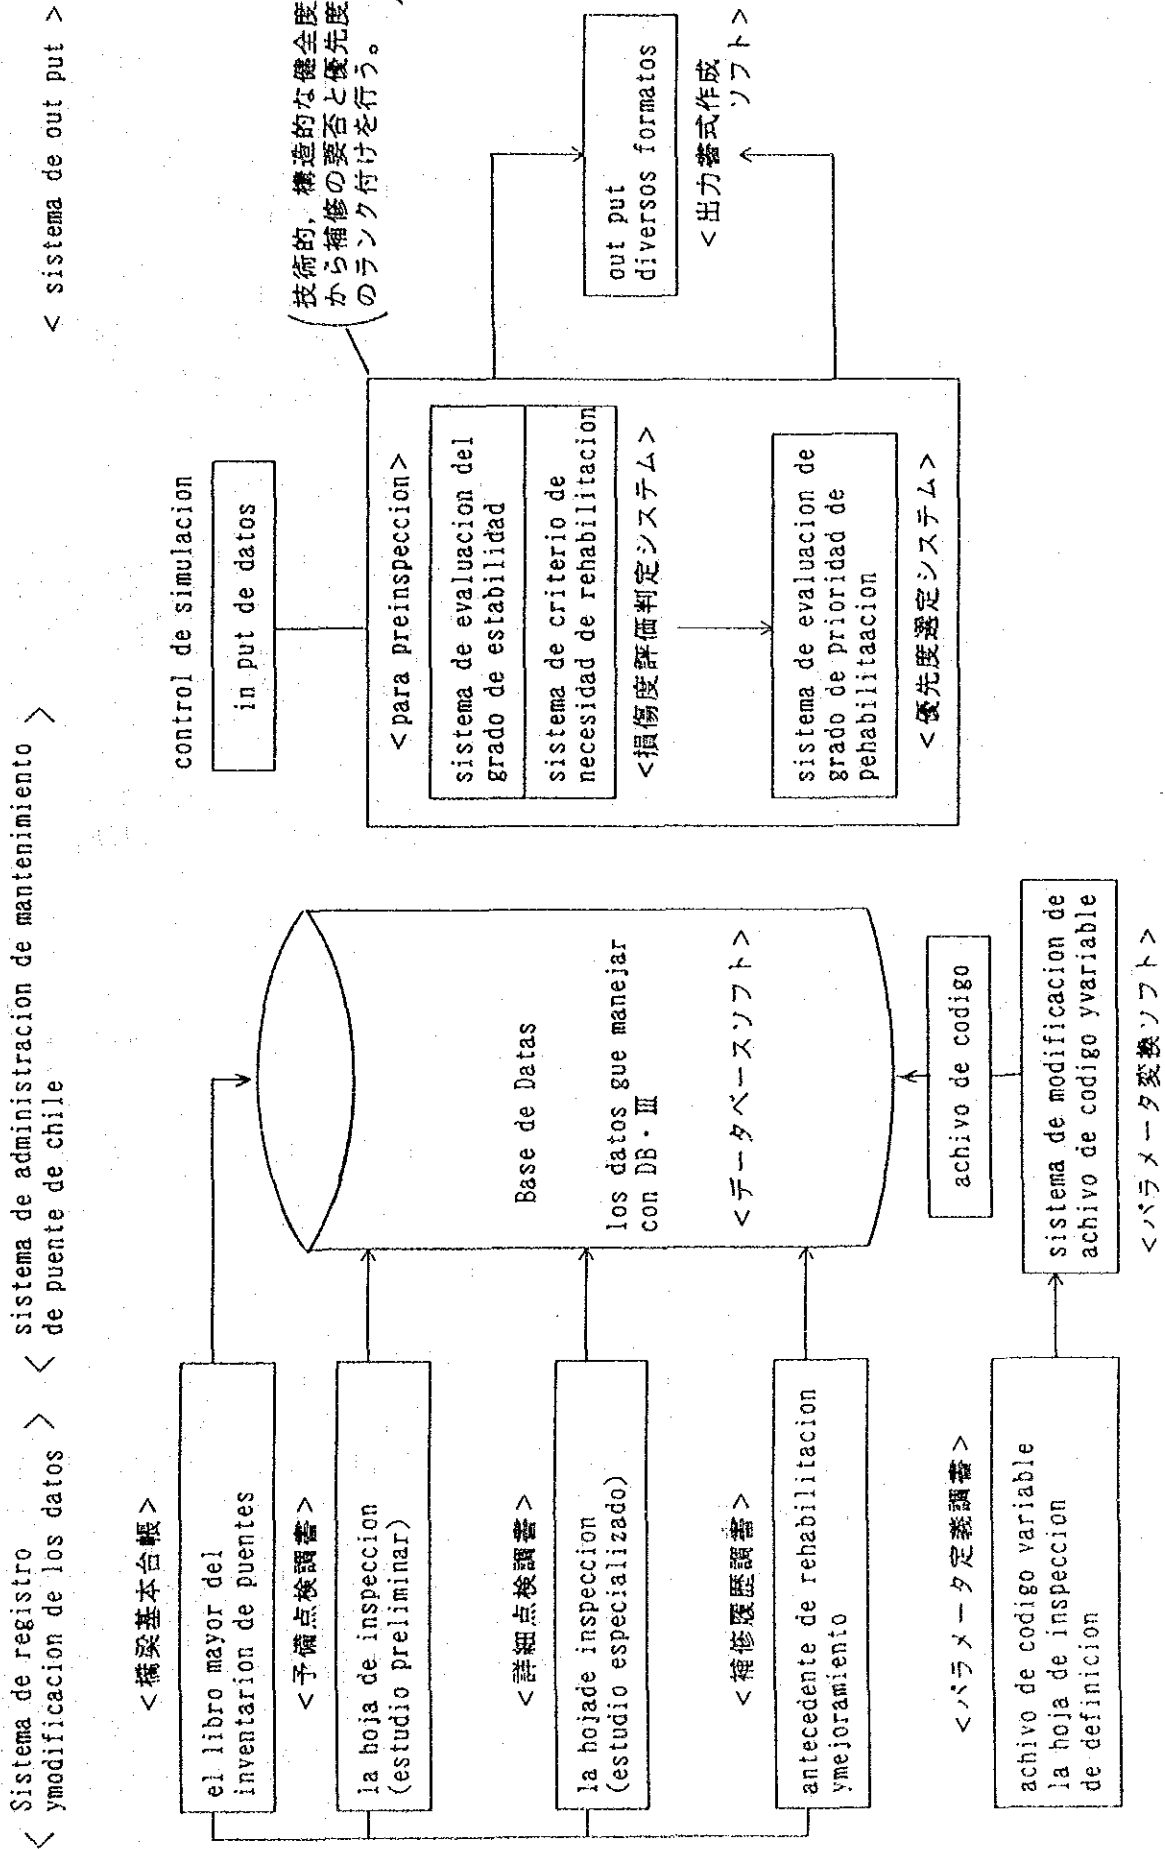 < Sistema de registro
ymodificacion de los datos >
< sistema de administracion de mantenimiento >
de puente de chile
< sistema de out put >
<橋梁基本台帳>
el libro mayor del
inventarion de puentes
<予備点検調書>
la hoja de inspeccion
(estudio preliminar)
<詳細点検調書>
la hojade inspeccion
(estudio especializado)
<補修履歴調書>
antecedente de rehabilitacion
ymejoramiento
<パラメータ定義調書>
achivo de codigo variable
la hoja de inspeccion
de definicion
Base de Datas
los datos gue manejar
con DB・Ⅲ
<データベースソフト>
achivo de codigo
sistema de modificacion de
achivo de codigo yvariable
<パラメータ変換ソフト>
control de simulacion
in put de datos
<para preinspeccion>
sistema de evaluacion del
grado de estabilidad
sistema de criterio de
necesidad de rehabilitacion
<損傷度評価判定システム>
sistema de evaluacion de
grado de prioridad de
pehabilitaacion
<優先度選定システム>
(技術的，構造的な健全度
から補修の要否と優先度
のランク付けを行う。)
out put
diversos formatos
<出力書式作成
ソフト>